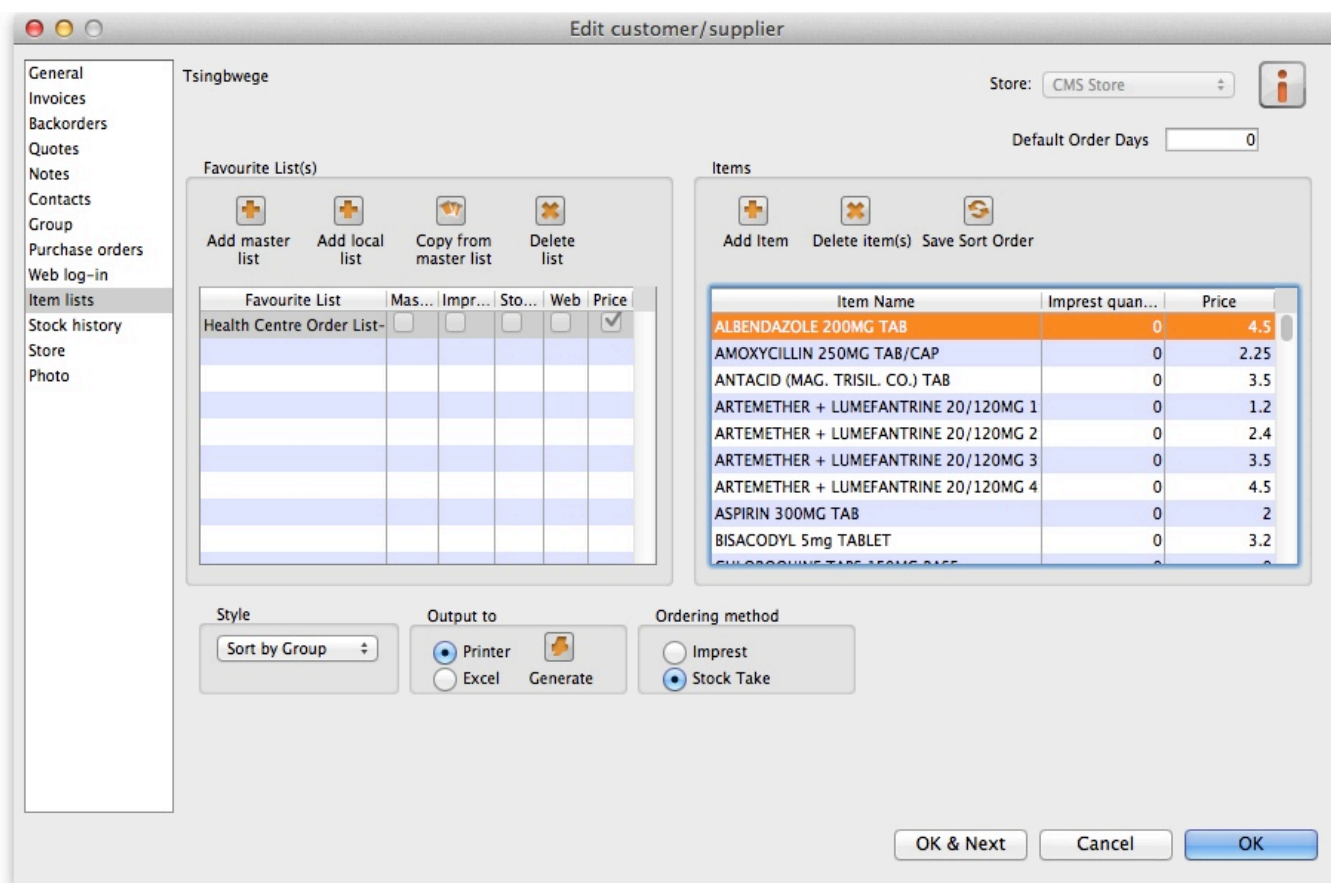 Edit customer/supplier
General
Invoices
Backorders
Quotes
Notes
Contacts
Group
Purchase orders
Web log-in
Item lists
Stock history
Store
Photo
Tsingbwege
Store: CMS Store
Default Order Days 0
Favourite List(s)
Add master list
Add local list
Copy from master list
Delete list
Favourite List Mas... Impr... Sto... Web Price
Health Centre Order List-
Items
Add Item Delete item(s) Save Sort Order
Item Name Imprest quan... Price
ALBENDAZOLE 200MG TAB 0 4.5
AMOXYCILLIN 250MG TAB/CAP 0 2.25
ANTACID (MAG. TRISIL. CO.) TAB 0 3.5
ARTEMETHER + LUMEFANTRINE 20/120MG 1 0 1.2
ARTEMETHER + LUMEFANTRINE 20/120MG 2 0 2.4
ARTEMETHER + LUMEFANTRINE 20/120MG 3 0 3.5
ARTEMETHER + LUMEFANTRINE 20/120MG 4 0 4.5
ASPIRIN 300MG TAB 0 2
BISACODYL 5mg TABLET 0 3.2
Style
Sort by Group
Output to
Printer
Excel
Generate
Ordering method
Imprest
Stock Take
OK & Next Cancel OK